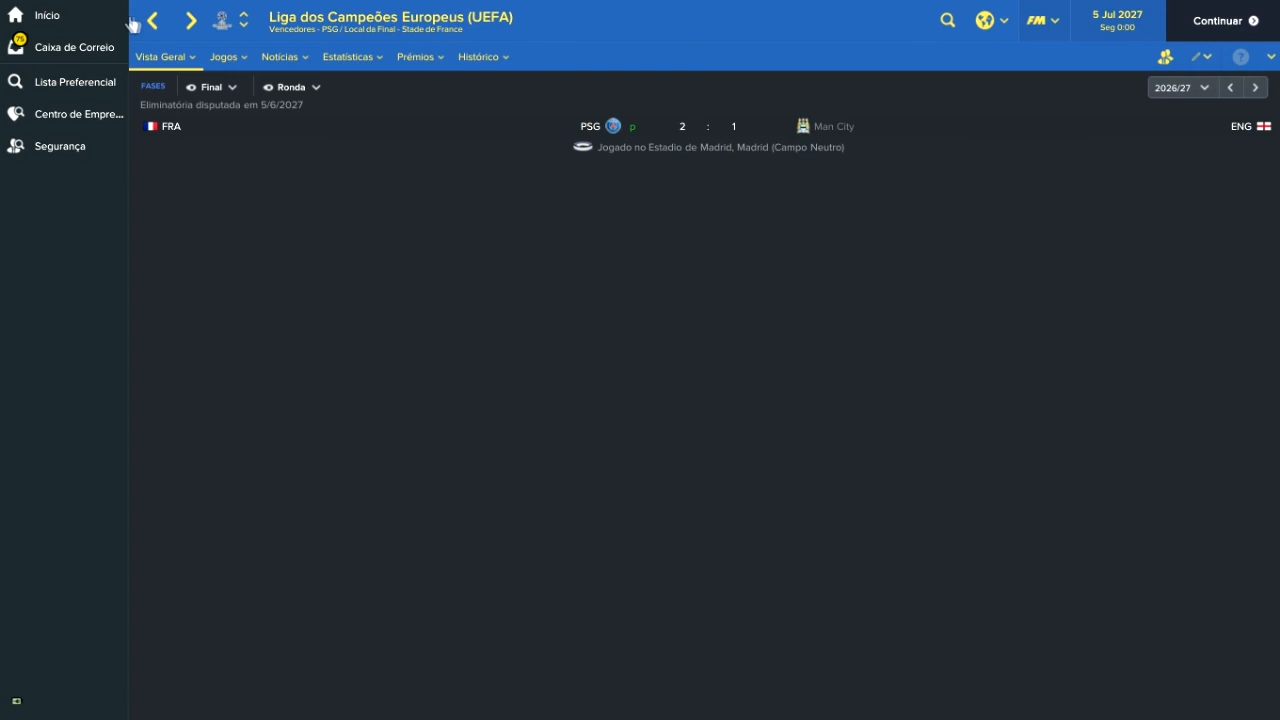 Início
75
Caixa de Correio
Lista Preferencial
Centro de Empre...
Segurança
Liga dos Campeões Europeus (UEFA)
Vencedores - PSG / Local da Final - Stade de France
FM
5 Jul 2027
Seg 0:00
Continuar
Vista Geral
Jogos
Notícias
Estatísticas
Prémios
Histórico
?
FASES
Final
Ronda
2026/27
Eliminatória disputada em 5/6/2027
FRA
PSG p 2 : 1 Man City
ENG
Jogado no Estadio de Madrid, Madrid (Campo Neutro)